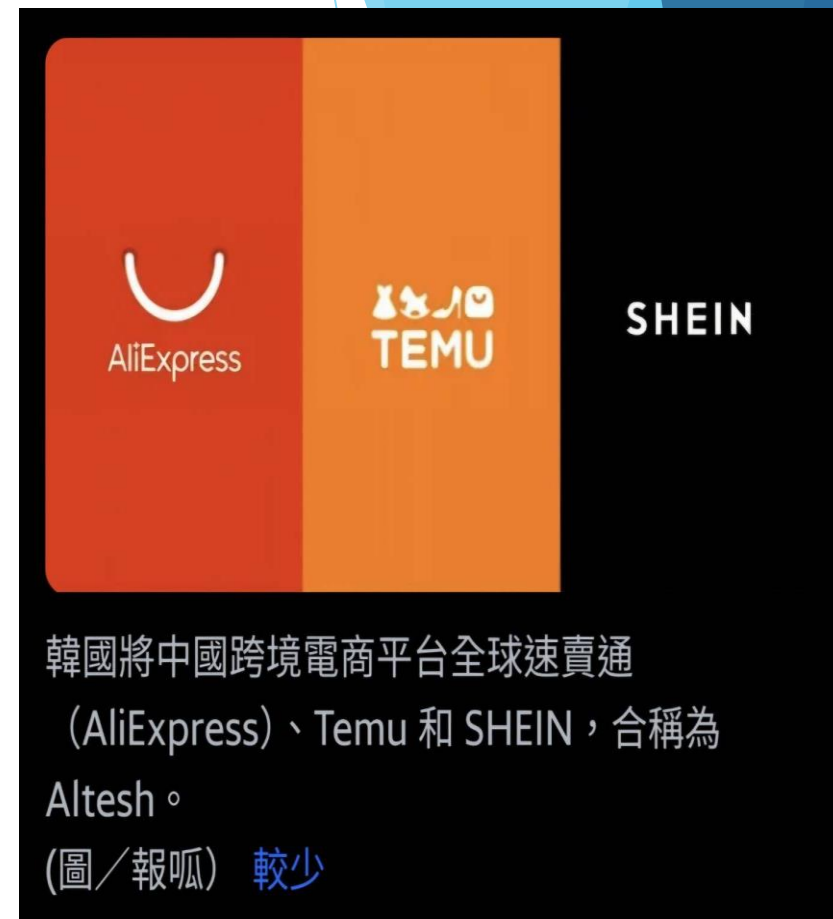 AliExpress
TEMU
SHEIN
韓國將中國跨境電商平台全球速賣通
（AliExpress）、Temu 和 SHEIN，合稱為
Altesh。
(圖／報呱） 較少